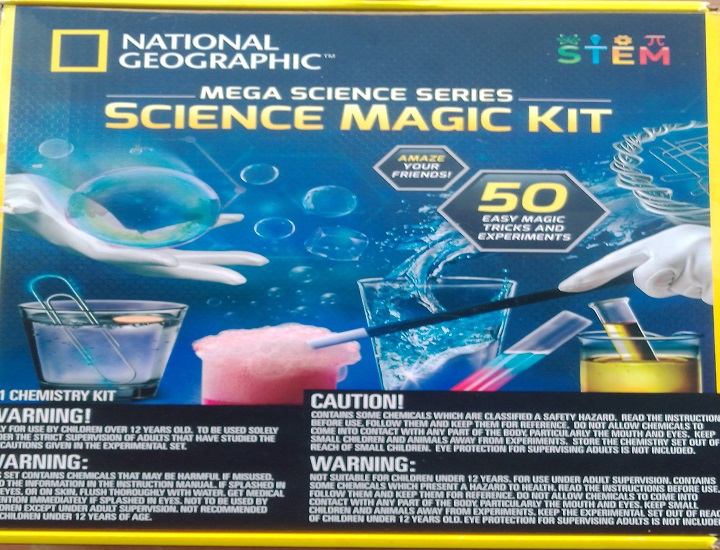 NATIONAL
GEOGRAPHIC™
STEM
MEGA SCIENCE SERIES
SCIENCE MAGIC KIT
AMAZE
YOUR
FRIENDS!
50
EASY MAGIC
TRICKS AND
EXPERIMENTS
1 CHEMISTRY KIT
WARNING!
LY FOR USE BY CHILDREN OVER 12 YEARS OLD. TO BE USED SOLELY
DER THE STRICT SUPERVISION OF ADULTS THAT HAVE STUDIED THE
CAUTIONS GIVEN IN THE EXPERIMENTAL SET.
WARNING:
S SET CONTAINS CHEMICALS THAT MAY BE HARMFUL IF MISUSED.
D THE INFORMATION IN THE INSTRUCTION MANUAL. IF SPLASHED IN
EYES, OR ON SKIN, FLUSH THOROUGHLY WITH WATER. GET MEDICAL
TION IMMEDIATELY IF SPLASHED IN EYES. NOT TO BE USED BY
DREN EXCEPT UNDER ADULT SUPERVISION. NOT RECOMMENDED
CHILDREN UNDER 12 YEARS OF AGE.
CAUTION!
CONTAINS SOME CHEMICALS WHICH ARE CLASSIFIED A SAFETY HAZARD. READ THE INSTRUCTION
BEFORE USE, FOLLOW THEM AND KEEP THEM FOR REFERENCE. DO NOT ALLOW CHEMICALS TO
COME INTO CONTACT WITH ANY PART OF THE BODY, PARTICULARLY THE MOUTH AND EYES. KEEP
SMALL CHILDREN AND ANIMALS AWAY FROM EXPERIMENTS. STORE THE CHEMISTRY SET OUT OF
SMALL CHILDREN. EYE PROTECTION FOR SUPERVISING ADULTS IS NOT INCLUDED.
WARNING:
NOT SUITABLE FOR CHILDREN UNDER 12 YEARS. FOR USE UNDER ADULT SUPERVISION. CONTAINS
SOME CHEMICALS WHICH PRESENT A HAZARD TO HEALTH. READ THE INSTRUCTIONS BEFORE USE,
FOLLOW THEM AND KEEP THEM FOR REFERENCE. DO NOT ALLOW CHEMICALS TO COME INTO
CONTACT WITH ANY PART OF THE BODY, PARTICULARLY THE MOUTH AND EYES. KEEP SMALL
CHILDREN AND ANIMALS AWAY FROM EXPERIMENTS. KEEP THE EXPERIMENTAL SET OUT OF REAC
OF CHILDREN UNDER 12 YEARS OLD. EYE PROTECTION FOR SUPERVISING ADULTS IS NOT INCLUDE